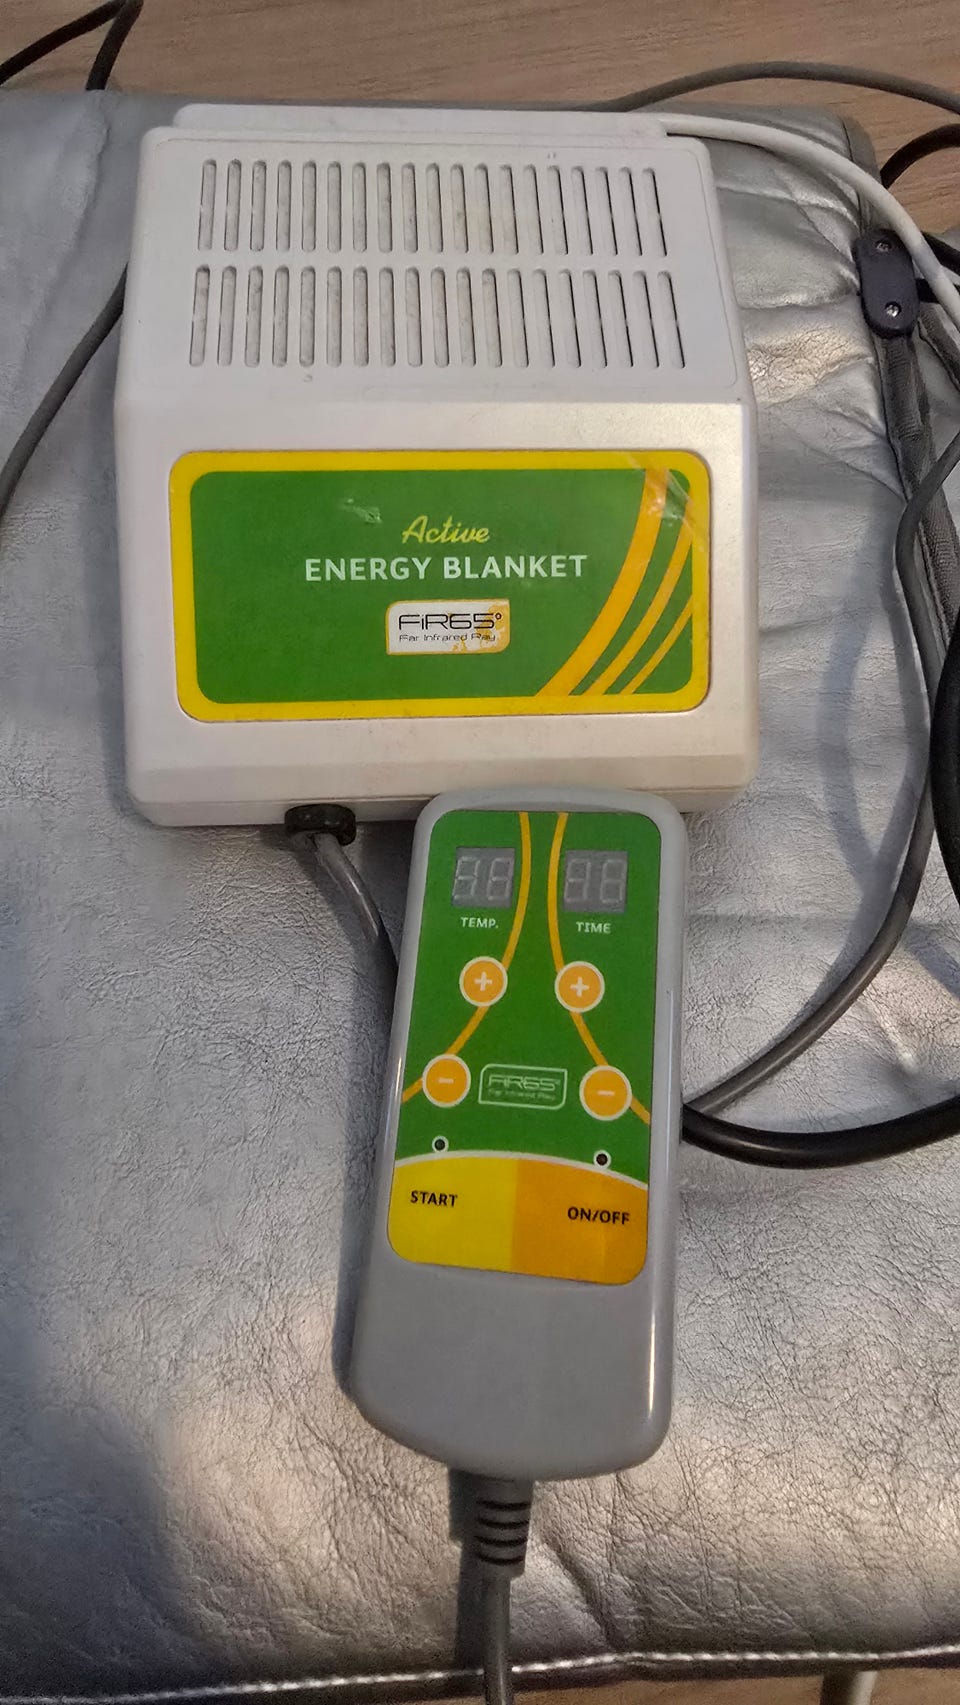 Active
ENERGY BLANKET
FiR65°
Far Infrared Ray
TEMP.
TIME
+
+
-
-
FiR65°
Far Infrared Ray
START
ON/OFF